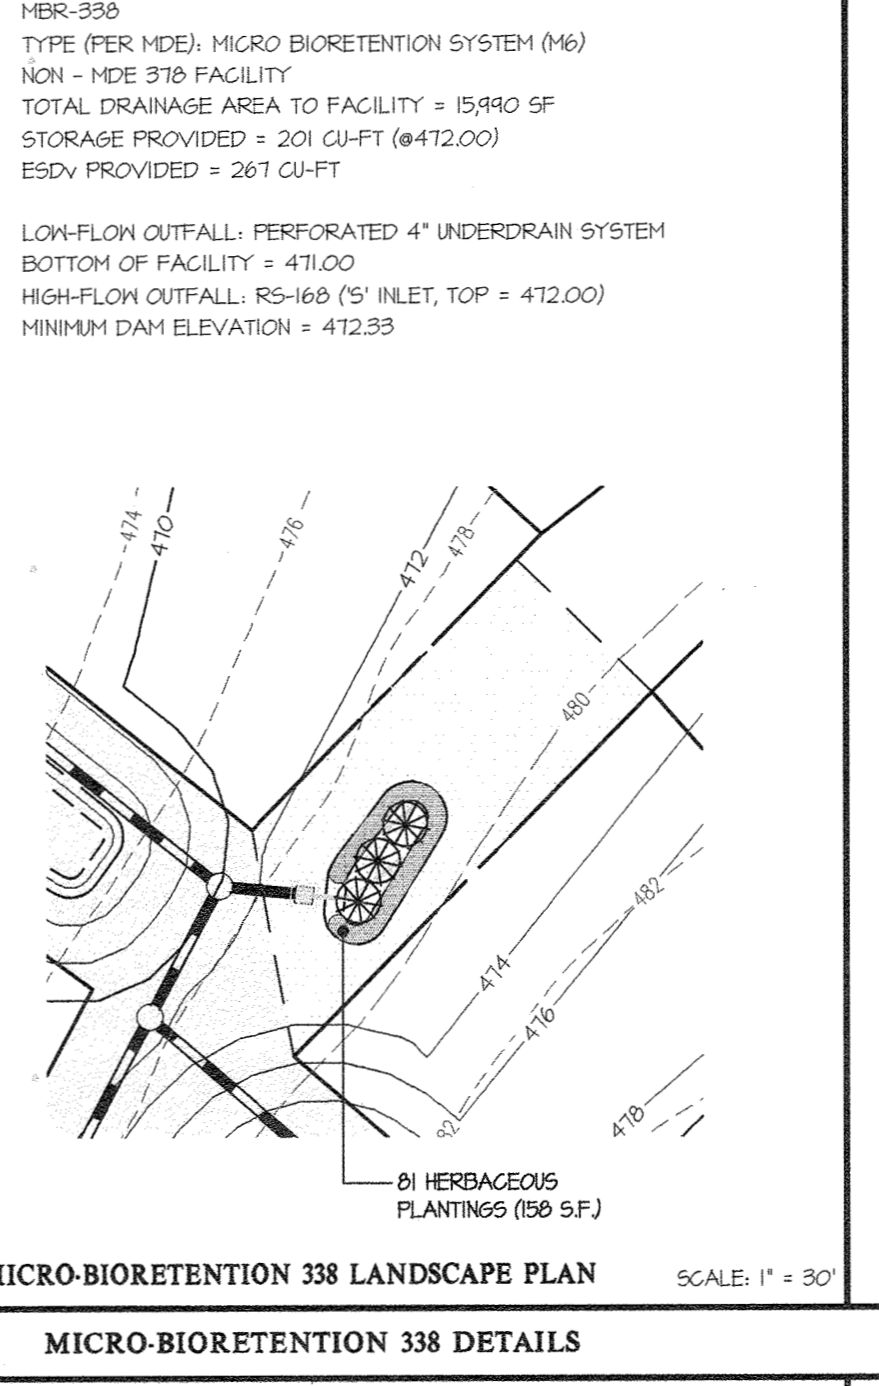 MBR-338
TYPE (PER MDE): MICRO BIORETENTION SYSTEM (M6)
NON - MDE 378 FACILITY
TOTAL DRAINAGE AREA TO FACILITY = 15,990 SF
STORAGE PROVIDED = 201 CU-FT (@472.00)
ESDv PROVIDED = 267 CU-FT
LOW-FLOW OUTFALL: PERFORATED 4" UNDERDRAIN SYSTEM
BOTTOM OF FACILITY = 471.00
HIGH-FLOW OUTFALL: RS-168 ('S' INLET, TOP = 472.00)
MINIMUM DAM ELEVATION = 472.33
474
470
476
472
478
480
482
474
476
82
478
81 HERBACEOUS
PLANTINGS (158 S.F.)
MICRO-BIORETENTION 338 LANDSCAPE PLAN
SCALE: 1" = 30'
MICRO-BIORETENTION 338 DETAILS